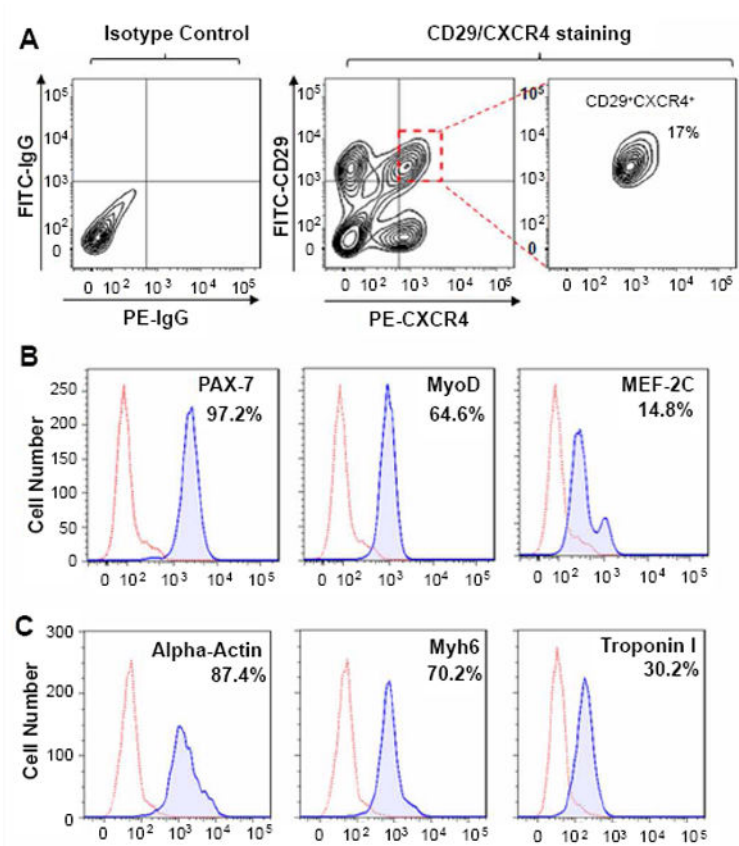 A
Isotype Control
CD29/CXCR4 staining
10⁵
10⁴
10³
10²
0
FITC-IgG
0 10² 10³ 10⁴ 10⁵
PE-IgG
10⁵
10⁴
10³
10²
0
FITC-CD29
0 10² 10³ 10⁴ 10⁵
PE-CXCR4
CD29⁺CXCR4⁺
17%
10⁵
10⁴
10³
10²
0
0 10² 10³ 10⁴ 10⁵
B
Cell Number
250
200
150
100
50
0
PAX-7
97.2%
0 10² 10³ 10⁴ 10⁵
MyoD
64.6%
0 10² 10³ 10⁴ 10⁵
MEF-2C
14.8%
0 10² 10³ 10⁴ 10⁵
C
Cell Number
300
200
100
0
Alpha-Actin
87.4%
0 10² 10³ 10⁴ 10⁵
Myh6
70.2%
0 10² 10³ 10⁴ 10⁵
Troponin I
30.2%
0 10² 10³ 10⁴ 10⁵